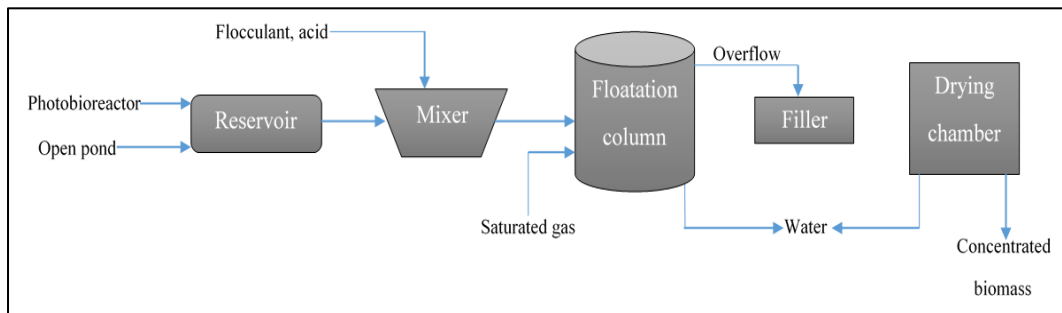 Flocculant, acid
Photobioreactor
Open pond
Reservoir
Mixer
Saturated gas
Floatation
column
Overflow
Filler
Drying
chamber
Water
Concentrated
biomass